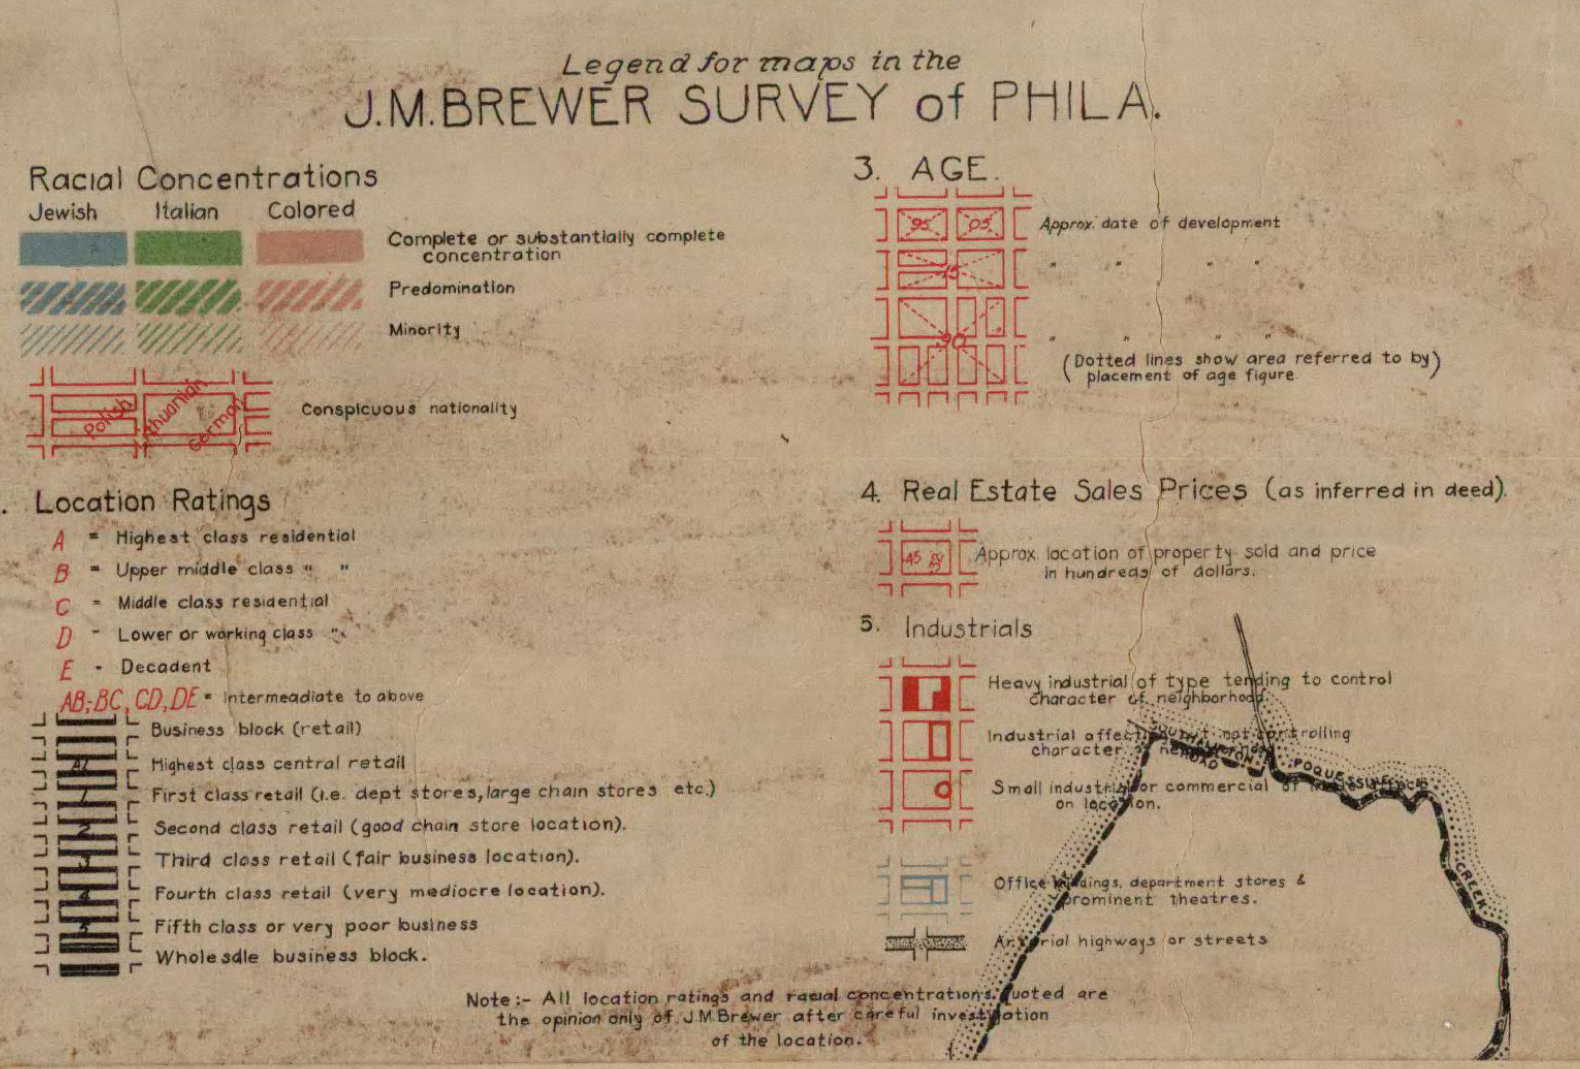 Legend for maps in the
J.M.BREWER SURVEY of PHILA.
Racial Concentrations
Jewish Italian Colored
Complete or substantially complete
concentration
Predomination
Minority
Polish Lithuanian German
Conspicuous nationality
. Location Ratings
A = Highest class residential
B = Upper middle class " "
C = Middle class residential
D - Lower or working class "
E - Decadent
AB;-BC, CD, DE = Intermeadiate to above
Business block (retail)
A1 Highest class central retail
1 First class retail (i.e. dept stores, large chain stores etc.)
2 Second class retail (good chain store location).
3 Third class retail (fair business location).
4 Fourth class retail (very mediocre location).
5 Fifth class or very poor business
Wholesale business block.
3. AGE.
95 05 Approx. date of development
15 " " " "
90 " " " "
(Dotted lines show area referred to by)
placement of age figure
4. Real Estate Sales Prices (as inferred in deed).
45 Approx. location of property sold and price
in hundreds of dollars.
5. Industrials
Heavy industrial of type tending to control
character of neighborhood.
Industrial affecting but not controlling
character of
Small industrial or commercial of
on location.
SOUTHAMPTON ROAD
POQUESSING
CREEK
Office buildings, department stores &
prominent theatres.
Arterial highways or streets
Note:- All location ratings and racial concentrations quoted are
the opinion only of J.M.Brewer after careful investigation
of the location.